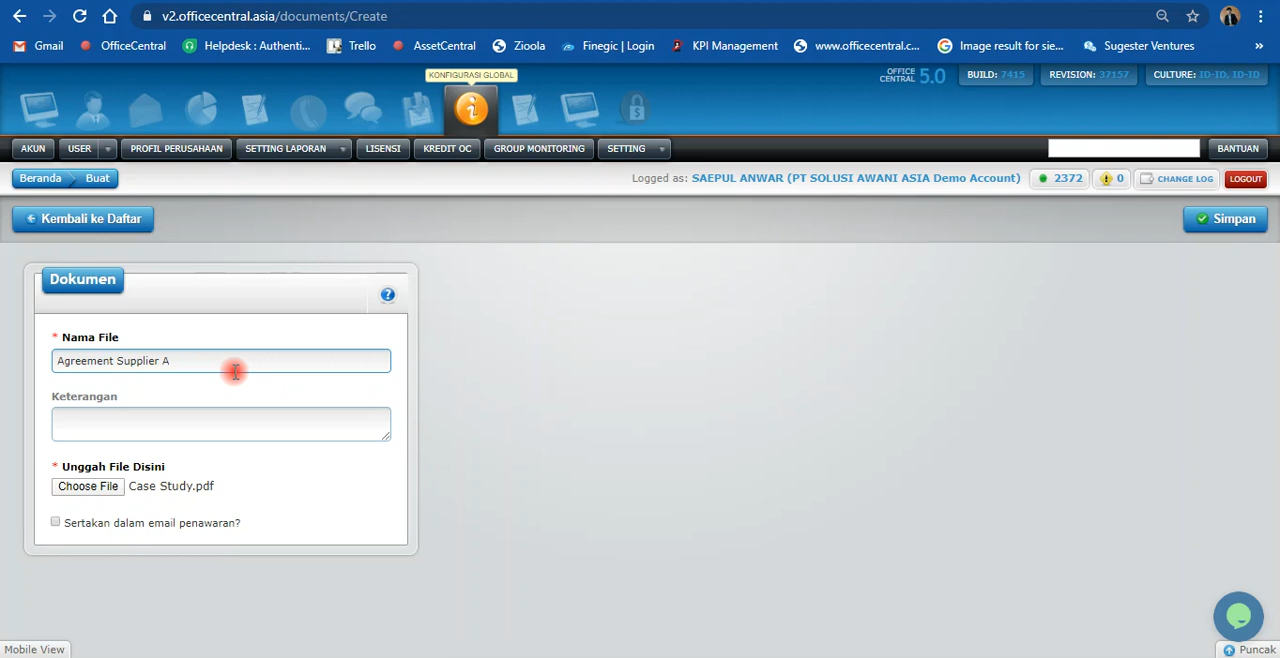 v2.officecentral.asia/documents/Create
Gmail OfficeCentral Helpdesk : Authenti... Trello AssetCentral Zioola Finegic | Login KPI Management www.officecentral.c... Image result for sie... Sugester Ventures »
KONFIGURASI GLOBAL
OFFICE CENTRAL 5.0 BUILD: 7415 REVISION: 37157 CULTURE: ID-ID, ID-ID
AKUN USER PROFIL PERUSAHAAN SETTING LAPORAN LISENSI KREDIT OC GROUP MONITORING SETTING BANTUAN
Beranda Buat Logged as: SAEPUL ANWAR (PT SOLUSI AWANI ASIA Demo Account) 2372 0 CHANGE LOG LOGOUT
Kembali ke Daftar Simpan
Dokumen
* Nama File
Agreement Supplier A
Keterangan
* Unggah File Disini
Choose File Case Study.pdf
Sertakan dalam email penawaran?
Mobile View Puncak